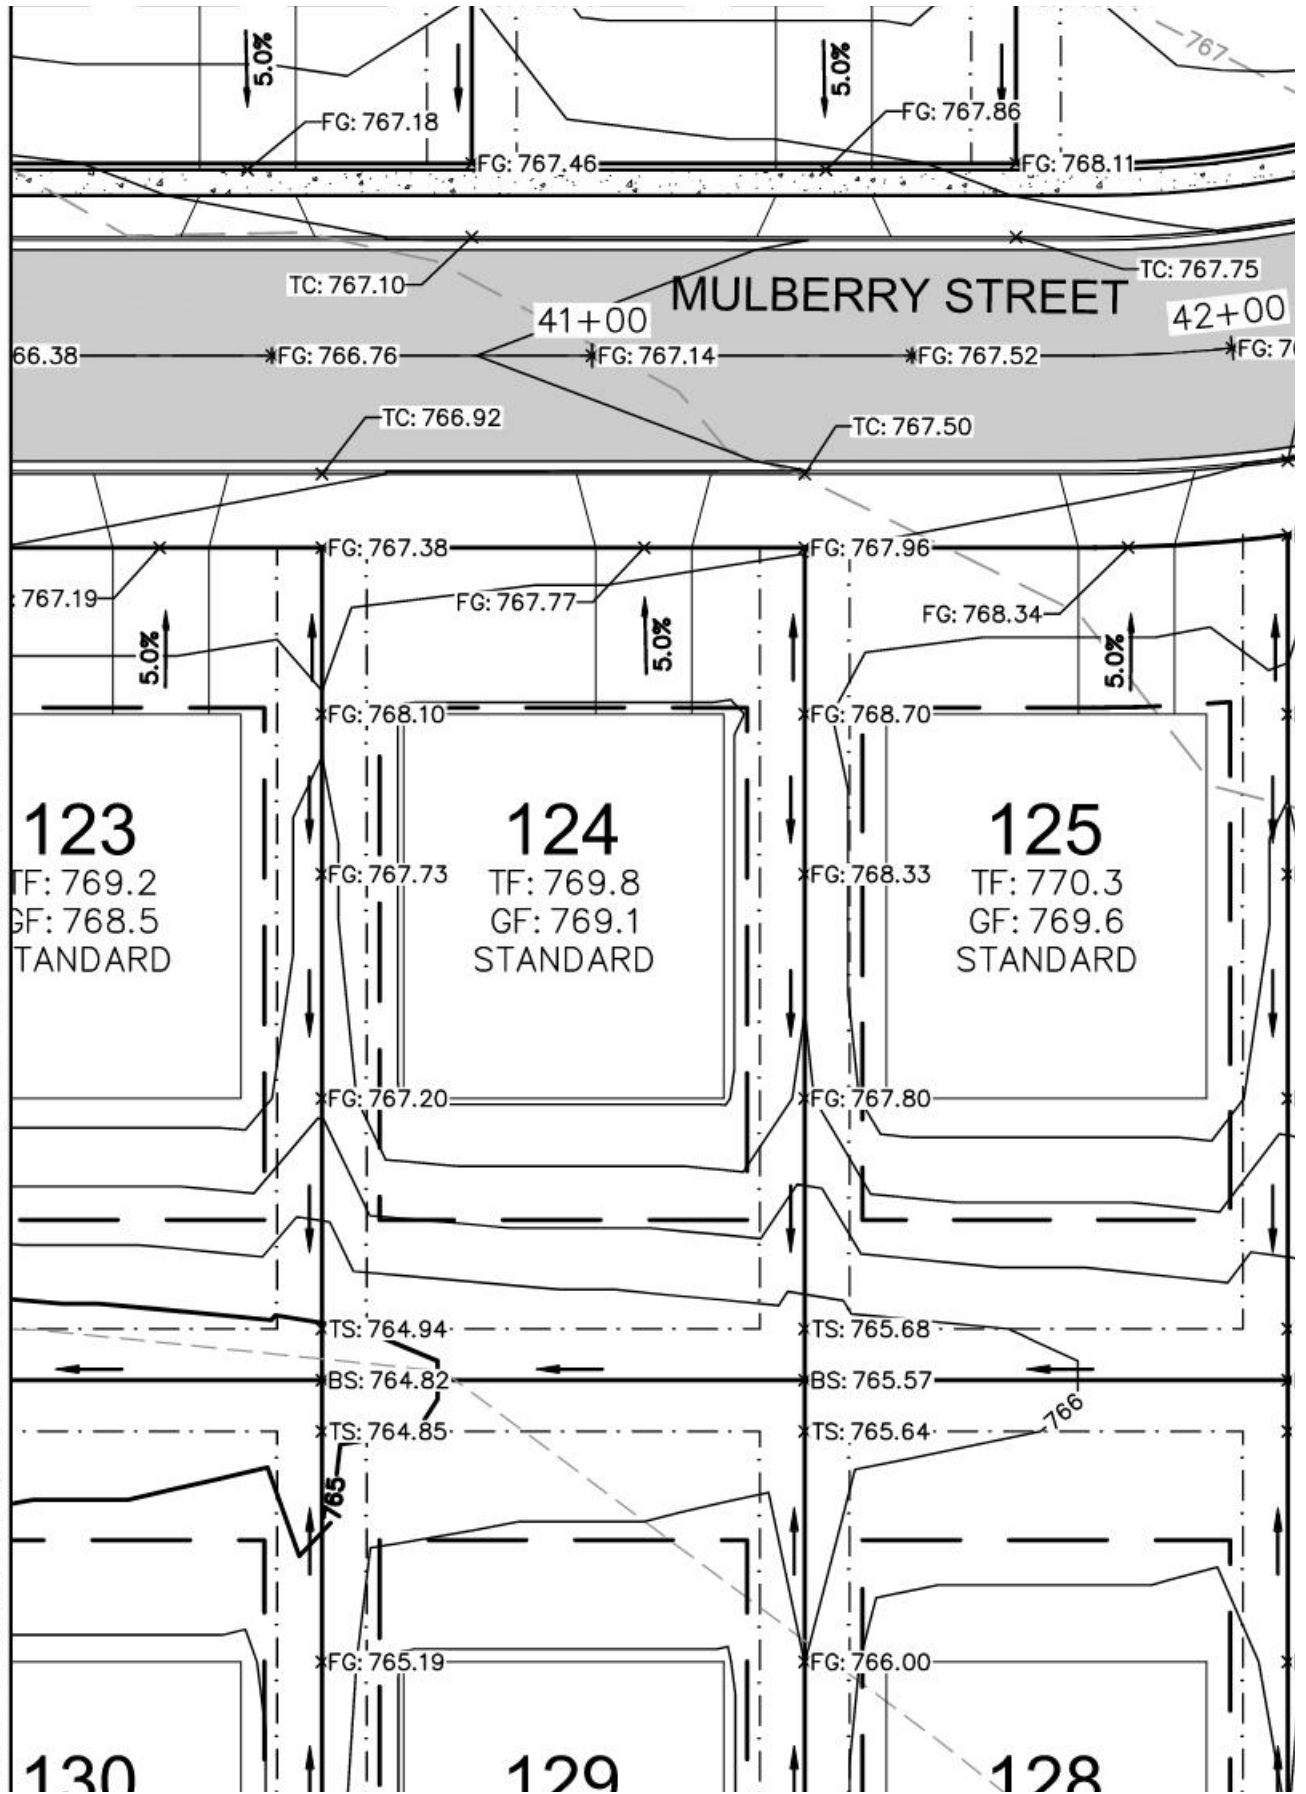 5.0%
5.0%
767
FG: 767.18
FG: 767.86
FG: 767.46
FG: 768.11
TC: 767.10
TC: 767.75
MULBERRY STREET
41+00
42+00
66.38
FG: 766.76
FG: 767.14
FG: 767.52
FG: 76
TC: 766.92
TC: 767.50
FG: 767.38
FG: 767.96
: 767.19
FG: 767.77
FG: 768.34
5.0%
5.0%
5.0%
FG: 768.10
FG: 768.70
123
TF: 769.2
GF: 768.5
TANDARD
124
TF: 769.8
GF: 769.1
STANDARD
125
TF: 770.3
GF: 769.6
STANDARD
FG: 767.73
FG: 768.33
FG: 767.20
FG: 767.80
TS: 764.94
TS: 765.68
BS: 764.82
BS: 765.57
TS: 764.85
TS: 765.64
766
765
FG: 765.19
FG: 766.00
130
129
128